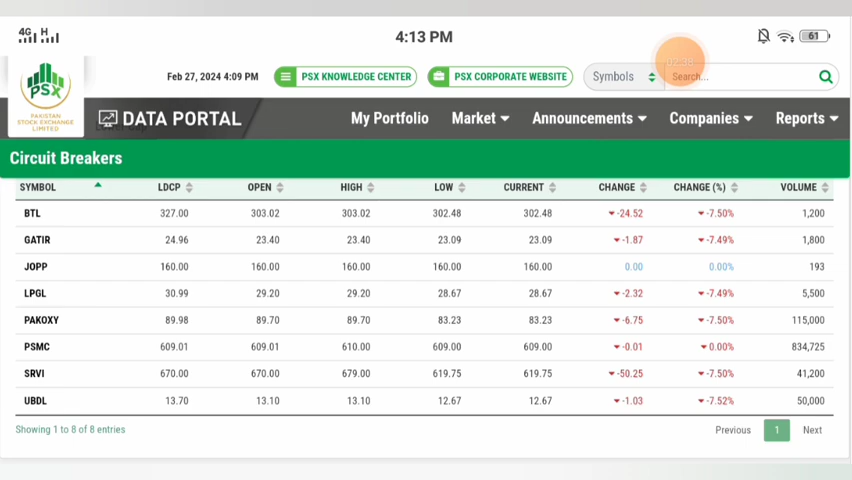 4G H 4:13 PM 61
PSX
PAKISTAN
STOCK EXCHANGE
LIMITED
Feb 27, 2024 4:09 PM PSX KNOWLEDGE CENTER PSX CORPORATE WEBSITE Symbols Search...
02:38
DATA PORTAL My Portfolio Market Announcements Companies Reports
Circuit Breakers
SYMBOL LDCP OPEN HIGH LOW CURRENT CHANGE CHANGE (%) VOLUME
BTL 327.00 303.02 303.02 302.48 302.48 -24.52 -7.50% 1,200
GATIR 24.96 23.40 23.40 23.09 23.09 -1.87 -7.49% 1,800
JOPP 160.00 160.00 160.00 160.00 160.00 0.00 0.00% 193
LPGL 30.99 29.20 29.20 28.67 28.67 -2.32 -7.49% 5,500
PAKOXY 89.98 89.70 89.70 83.23 83.23 -6.75 -7.50% 115,000
PSMC 609.01 609.01 610.00 609.00 609.00 -0.01 0.00% 834,725
SRVI 670.00 670.00 679.00 619.75 619.75 -50.25 -7.50% 41,200
UBDL 13.70 13.10 13.10 12.67 12.67 -1.03 -7.52% 50,000
Showing 1 to 8 of 8 entries Previous 1 Next